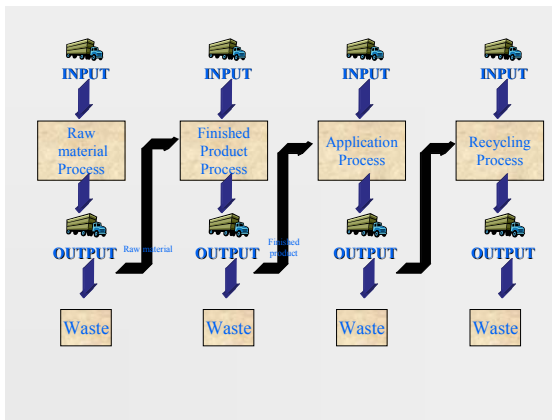 INPUT INPUT INPUT INPUT
Raw
material
Process
Finished
Product
Process
Application
Process
Recycling
Process
OUTPUT OUTPUT OUTPUT OUTPUT
Raw material
Finished
product
Waste Waste Waste Waste